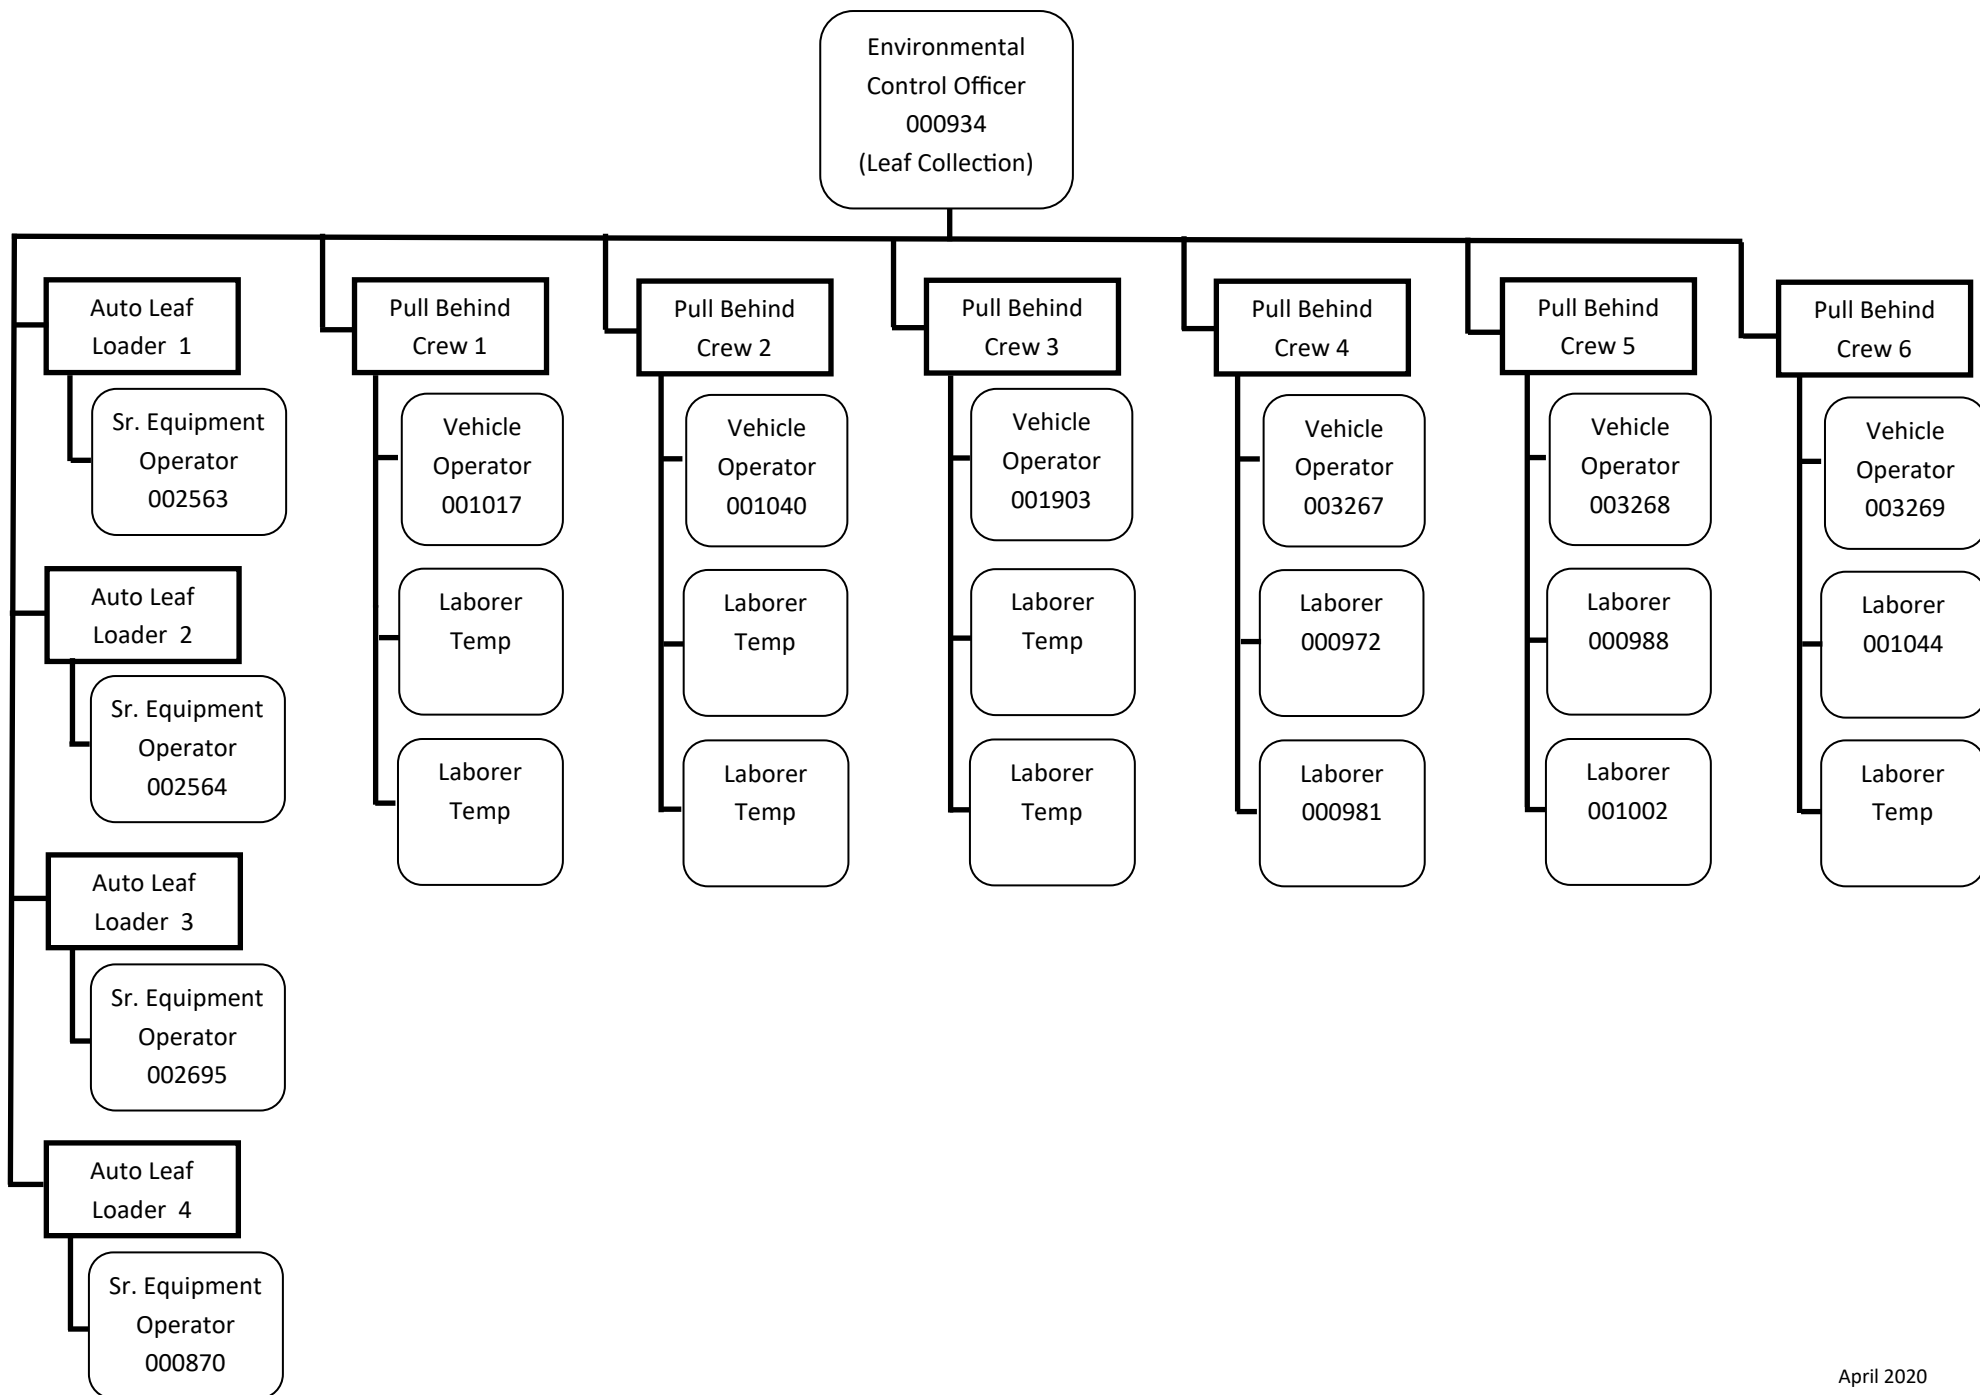 Environmental
Control Officer
000934
(Leaf Collection)
Auto Leaf
Loader 1
Sr. Equipment
Operator
002563
Auto Leaf
Loader 2
Sr. Equipment
Operator
002564
Auto Leaf
Loader 3
Sr. Equipment
Operator
002695
Auto Leaf
Loader 4
Sr. Equipment
Operator
000870
Pull Behind
Crew 1
Vehicle
Operator
001017
Laborer
Temp
Laborer
Temp
Pull Behind
Crew 2
Vehicle
Operator
001040
Laborer
Temp
Laborer
Temp
Pull Behind
Crew 3
Vehicle
Operator
001903
Laborer
Temp
Laborer
Temp
Pull Behind
Crew 4
Vehicle
Operator
003267
Laborer
000972
Laborer
000981
Pull Behind
Crew 5
Vehicle
Operator
003268
Laborer
000988
Laborer
001002
Pull Behind
Crew 6
Vehicle
Operator
003269
Laborer
001044
Laborer
Temp
April 2020